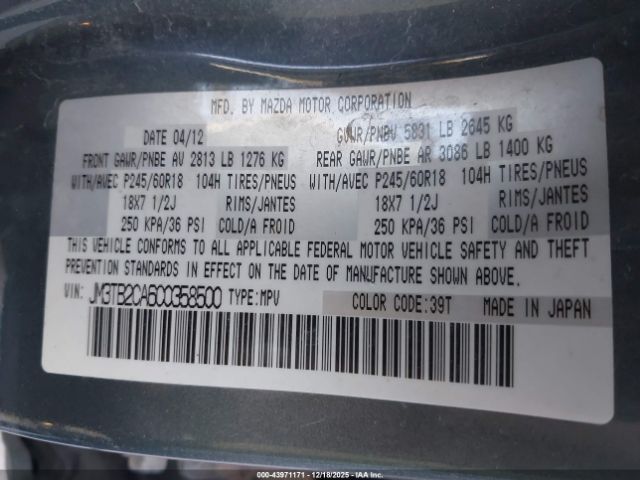 MFD. BY MAZDA MOTOR CORPORATION
DATE 04/12 GVWR/PNBV 5831 LB 2645 KG
FRONT GAWR/PNBE AV 2813 LB 1276 KG REAR GAWR/PNBE AR 3086 LB 1400 KG
WITH/AVEC P245/60R18 104H TIRES/PNEUS WITH/AVEC P245/60R18 104H TIRES/PNEUS
18X7 1/2J RIMS/JANTES 18X7 1/2J RIMS/JANTES
250 KPA/36 PSI COLD/A FROID 250 KPA/36 PSI COLD/A FROID
THIS VEHICLE CONFORMS TO ALL APPLICABLE FEDERAL MOTOR VEHICLE SAFETY AND THEFT
PREVENTION STANDARDS IN EFFECT ON THE DATE OF MANUFACTURE SHOWN ABOVE.
VIN: JM3TB2CA6C0358500 TYPE:MPV COLOR CODE:39T MADE IN JAPAN
000-43971171 - 12/18/2025 - IAAI.COM